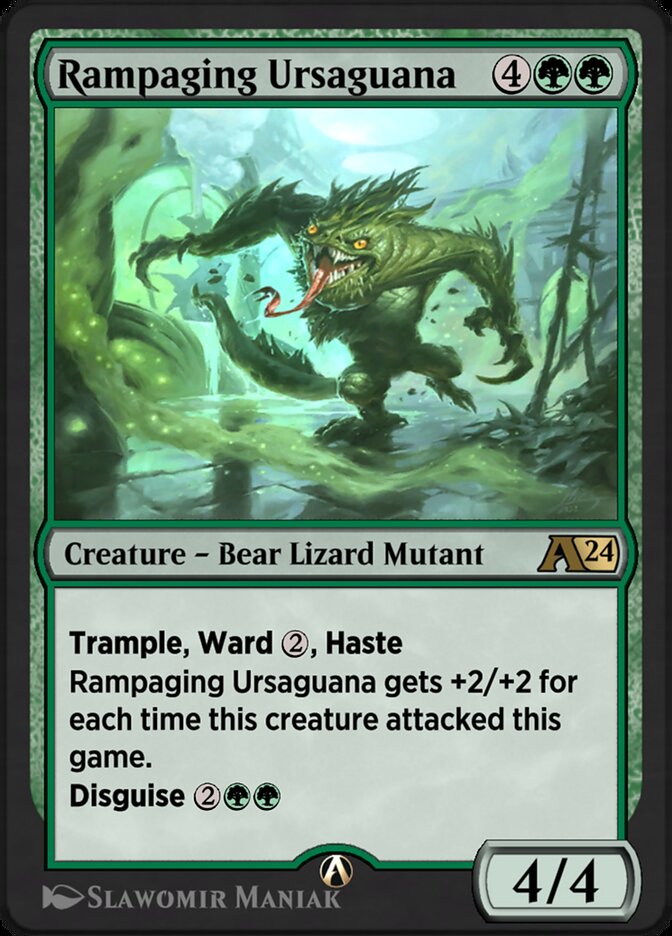 Rampaging Ursaguana 4
Creature – Bear Lizard Mutant A24
Trample, Ward 2, Haste
Rampaging Ursaguana gets +2/+2 for
each time this creature attacked this
game.
Disguise 2
4/4
A
SLAWOMIR MANIAK